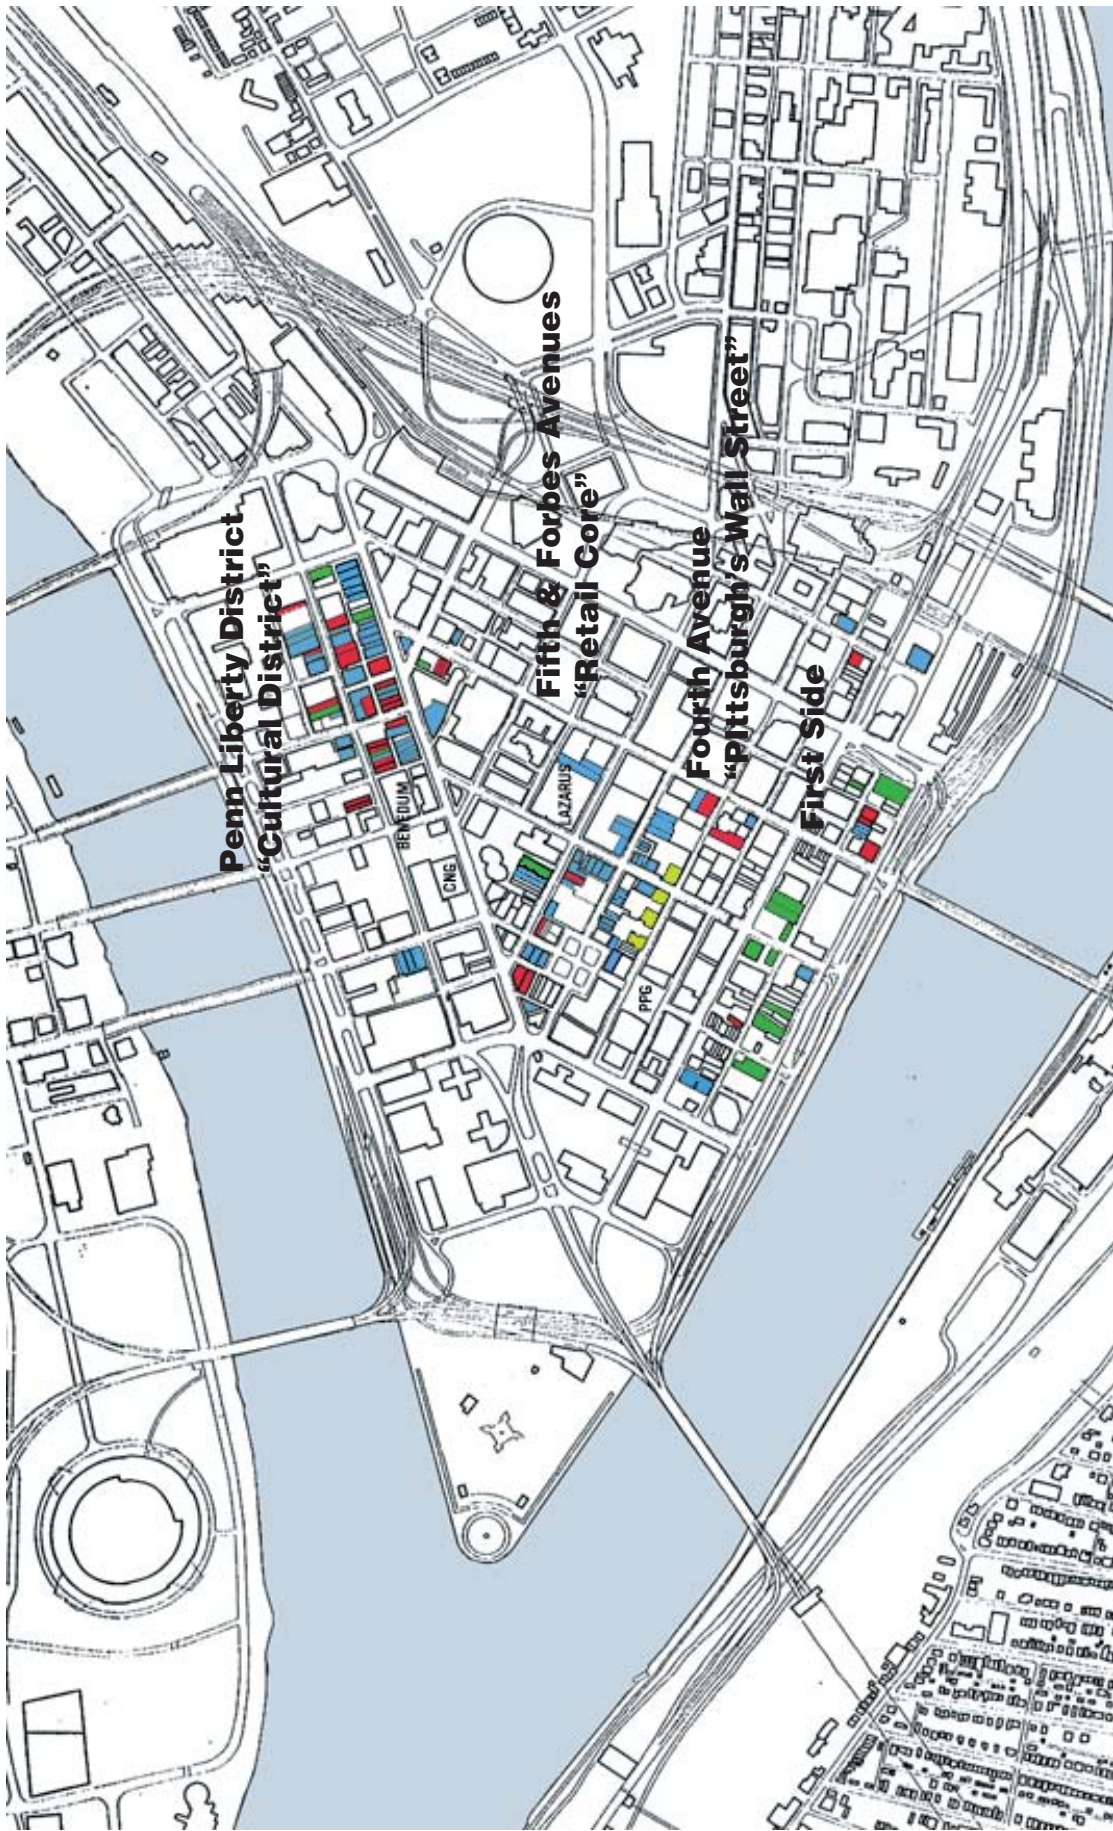 Penn Liberty District
“Cultural District”
BENEDUM
CNG
Fifth & Forbes Avenues
“Retail Core”
LAZARUS
Fourth Avenue
“PIttsburgh’s Wall Street”
PPG
First Side